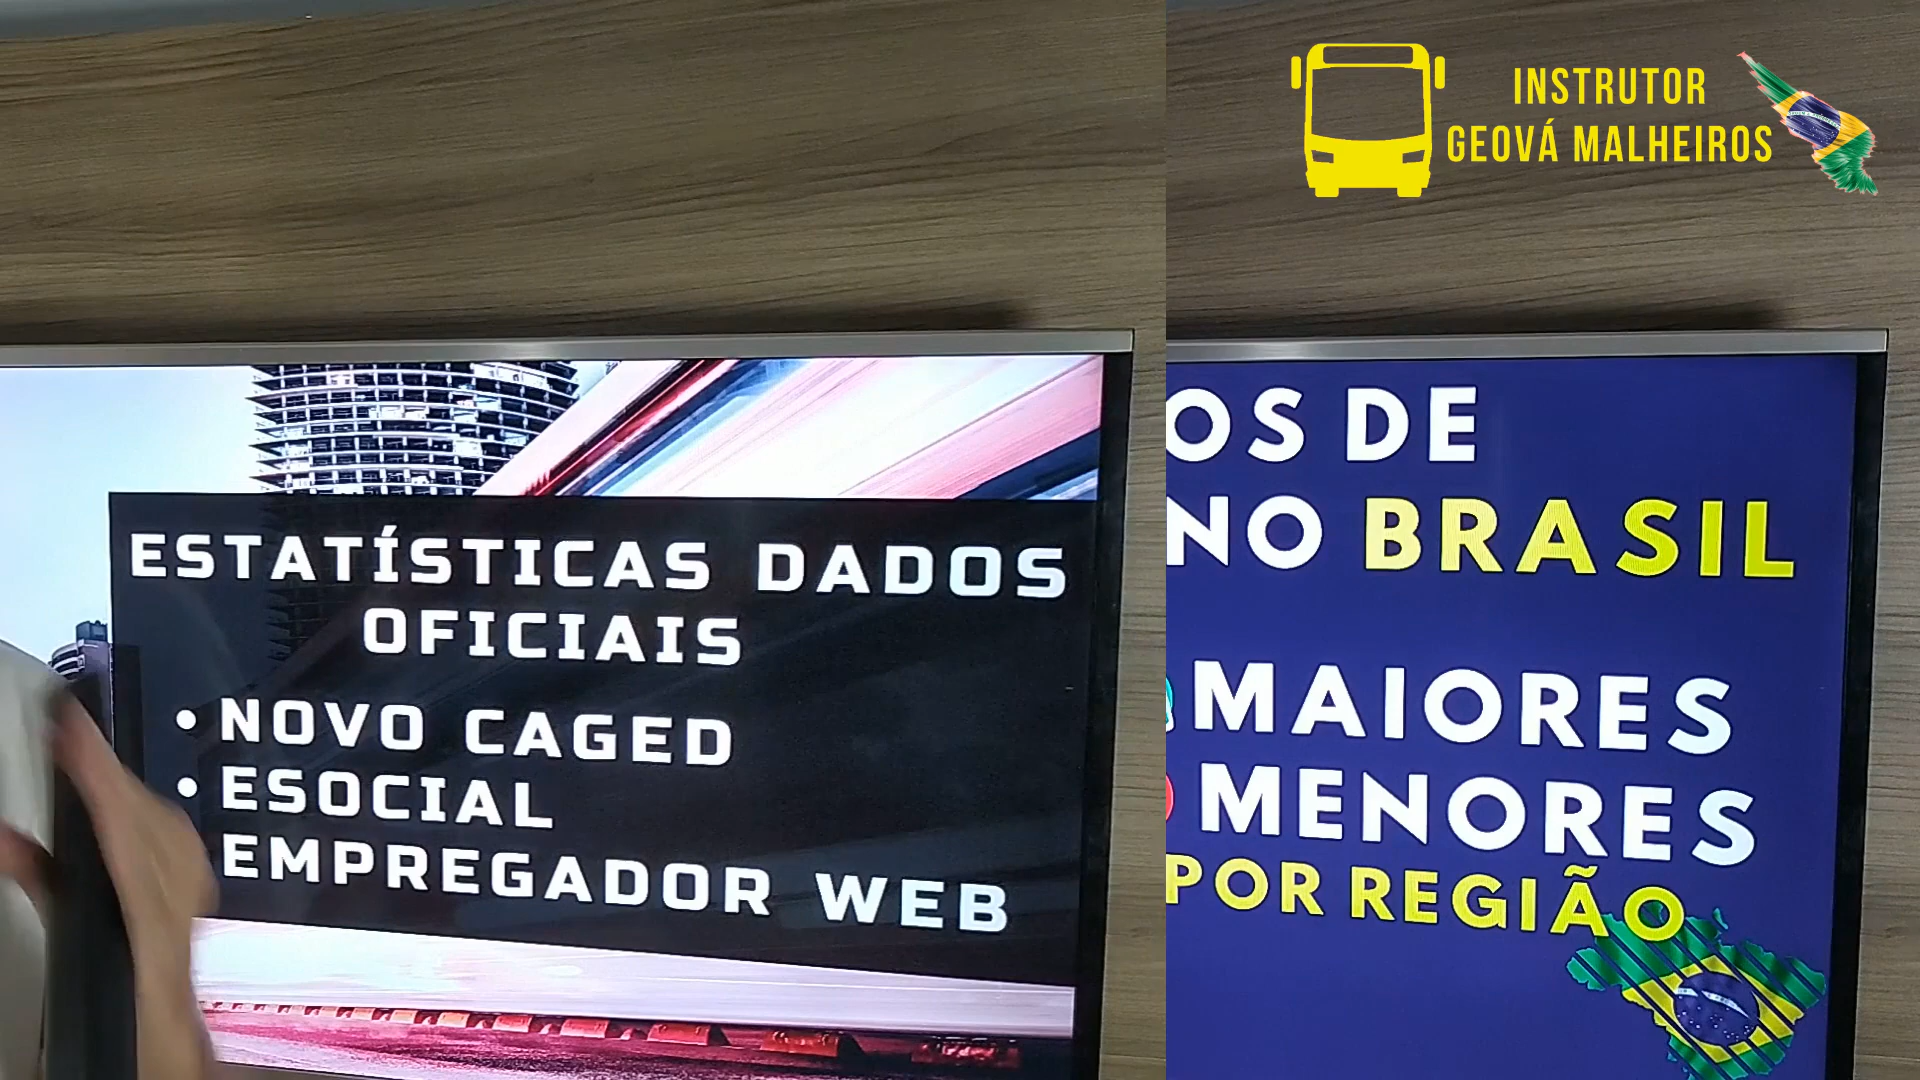 INSTRUTOR
GEOVÁ MALHEIROS
ESTATÍSTICAS DADOS
OFICIAIS
• NOVO CAGED
• ESOCIAL
EMPREGADOR WEB
OS DE
NO BRASIL
MAIORES
MENORES
POR REGIÃO